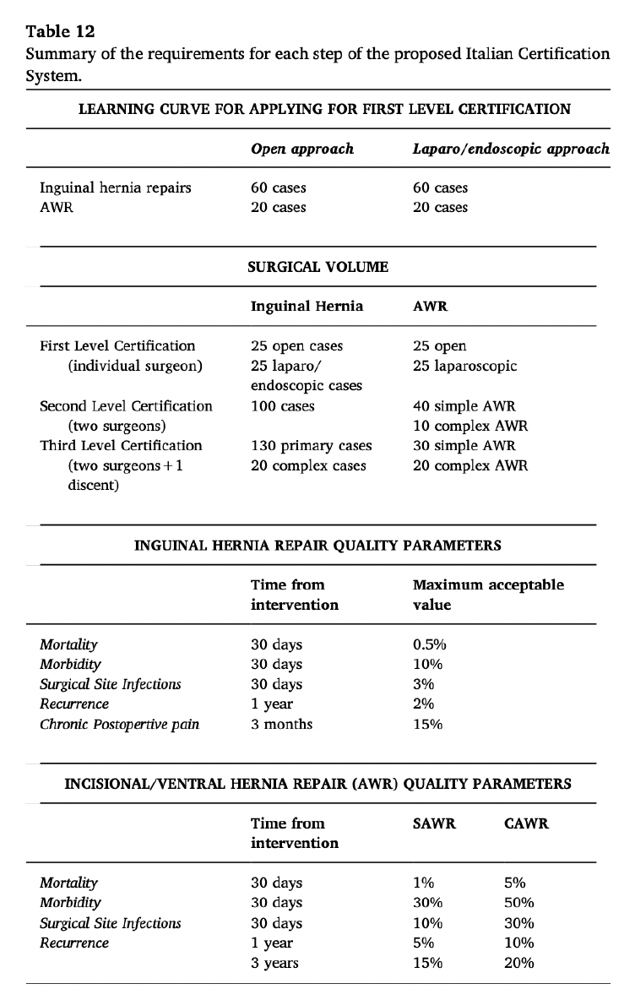 Table 12
Summary of the requirements for each step of the proposed Italian Certification
System.
LEARNING CURVE FOR APPLYING FOR FIRST LEVEL CERTIFICATION
Open approach Laparo/endoscopic approach
Inguinal hernia repairs 60 cases 60 cases
AWR 20 cases 20 cases
SURGICAL VOLUME
Inguinal Hernia AWR
First Level Certification 25 open cases 25 open
(individual surgeon) 25 laparo/ 25 laparoscopic
endoscopic cases
Second Level Certification 100 cases 40 simple AWR
(two surgeons) 10 complex AWR
Third Level Certification 130 primary cases 30 simple AWR
(two surgeons+1 20 complex cases 20 complex AWR
discent)
INGUINAL HERNIA REPAIR QUALITY PARAMETERS
Time from Maximum acceptable
intervention value
Mortality 30 days 0.5%
Morbidity 30 days 10%
Surgical Site Infections 30 days 3%
Recurrence 1 year 2%
Chronic Postopertive pain 3 months 15%
INCISIONAL/VENTRAL HERNIA REPAIR (AWR) QUALITY PARAMETERS
Time from SAWR CAWR
intervention
Mortality 30 days 1% 5%
Morbidity 30 days 30% 50%
Surgical Site Infections 30 days 10% 30%
Recurrence 1 year 5% 10%
3 years 15% 20%